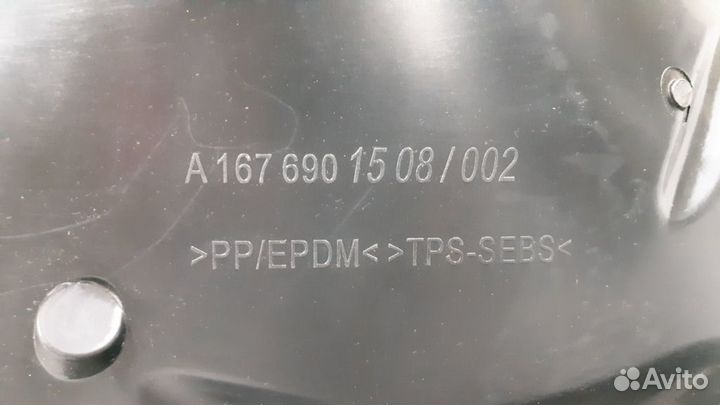 A 167 690 15 08/002
>PP/EPDM< >TPS-SEBS<
Avito